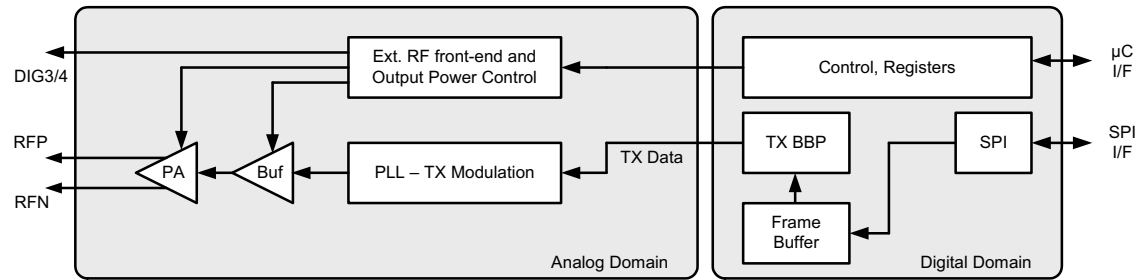 DIG3/4
Ext. RF front-end and
Output Power Control
Control, Registers
µC
I/F
RFP
RFN
PA
Buf
PLL – TX Modulation
TX Data
TX BBP
SPI
SPI
I/F
Frame
Buffer
Analog Domain
Digital Domain